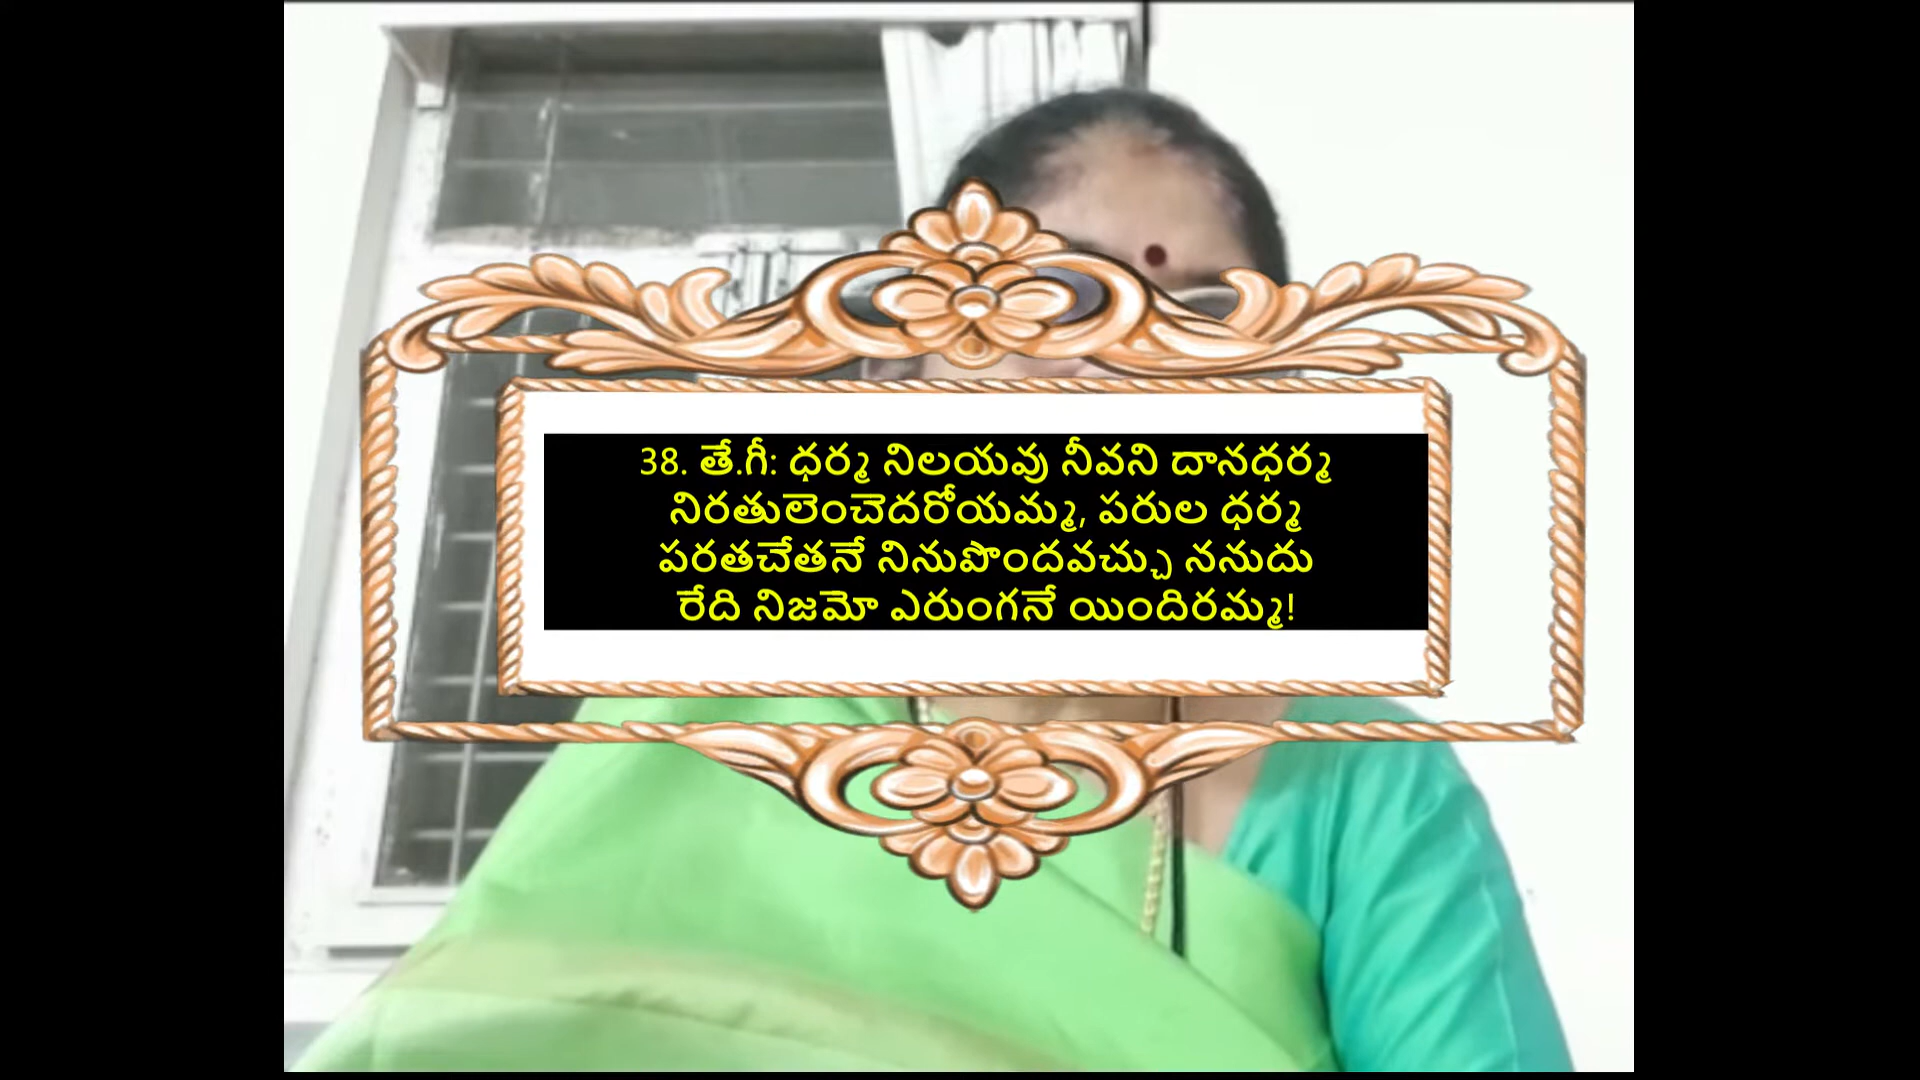 38. తే.గీ: ధర్మ నిలయవు నీవని దానధర్మ
నిరతులెంచెదరోయమ్మ, పరుల ధర్మ
పరతచేతనే నినుపొందవచ్చు ననుదు
రేది నిజమో ఎరుంగనే యిందిరమ్మ!